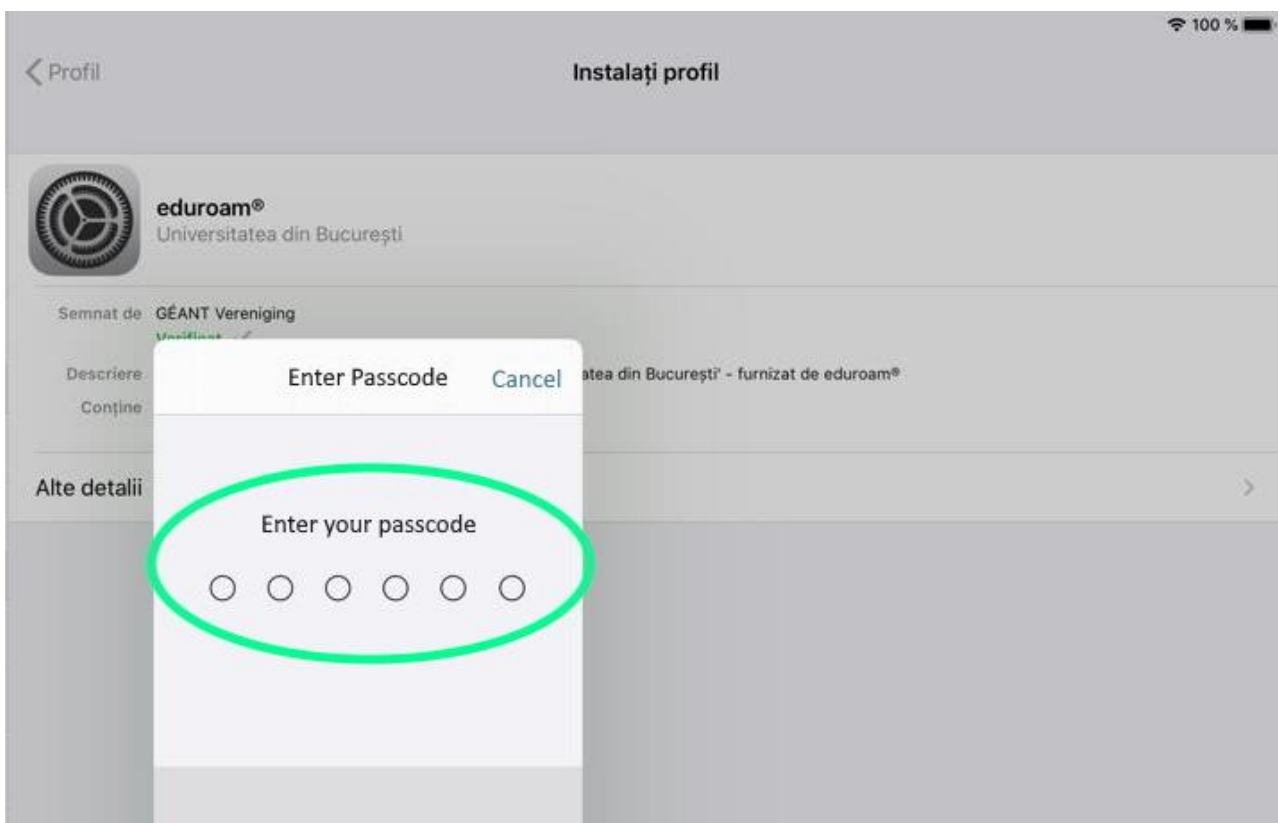 100 %
Profil
Instalați profil
eduroam®
Universitatea din București
Semnat de GÉANT Vereniging
Verificat
Descriere
atea din București' - furnizat de eduroam®
Conține
Enter Passcode Cancel
Alte detalii
Enter your passcode